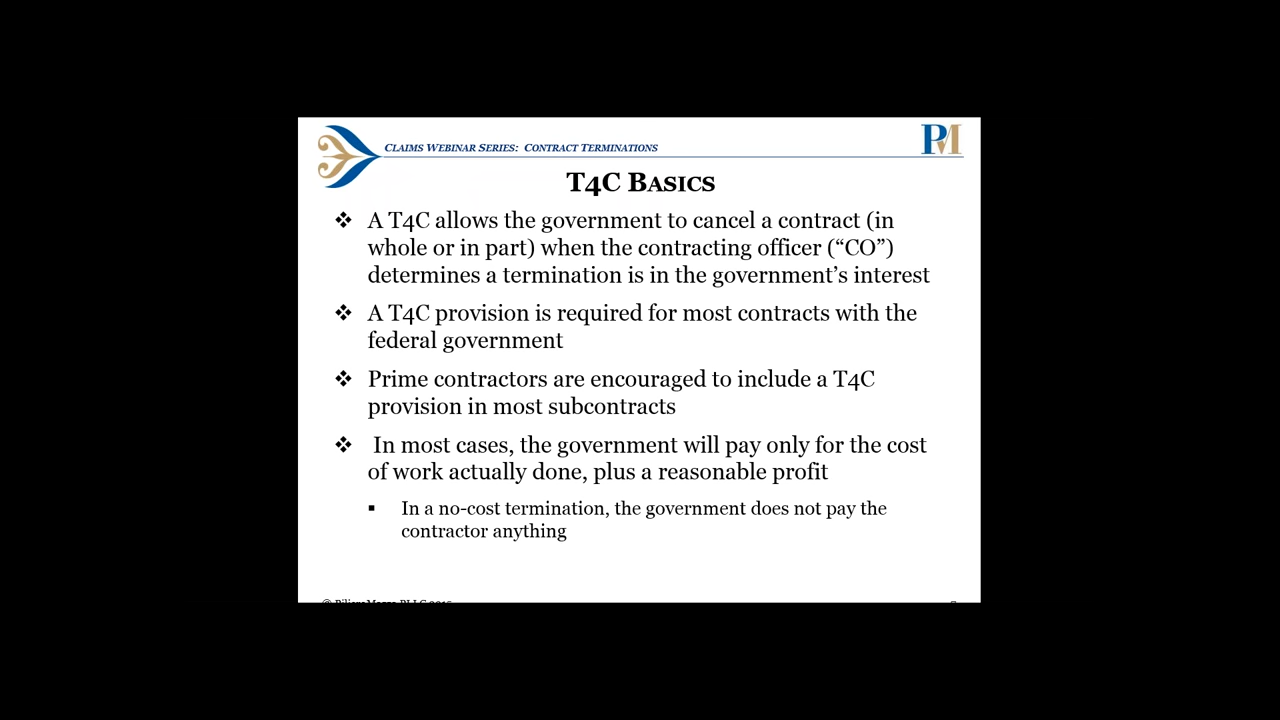 CLAIMS WEBINAR SERIES: CONTRACT TERMINATIONS
PM
T4C BASICS
❖ A T4C allows the government to cancel a contract (in
whole or in part) when the contracting officer (“CO”)
determines a termination is in the government’s interest
❖ A T4C provision is required for most contracts with the
federal government
❖ Prime contractors are encouraged to include a T4C
provision in most subcontracts
❖ In most cases, the government will pay only for the cost
of work actually done, plus a reasonable profit
▪ In a no-cost termination, the government does not pay the
contractor anything